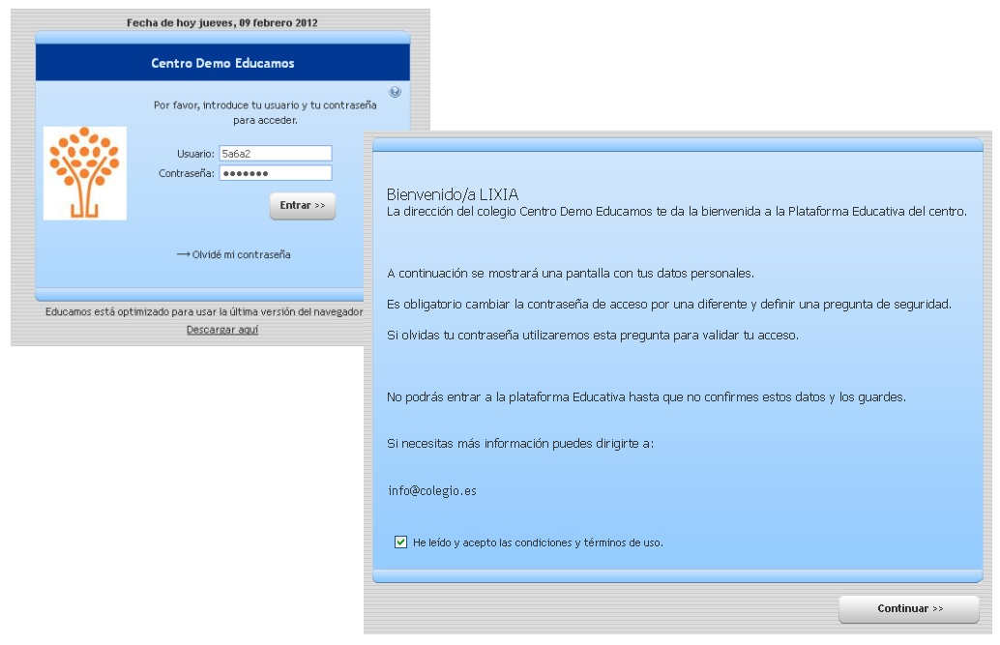 Fecha de hoy jueves, 09 febrero 2012
Centro Demo Educamos
Por favor, introduce tu usuario y tu contraseña
para acceder.
Usuario: 5a6a2
Contraseña: •••••••
Entrar >>
→ Olvidé mi contraseña
Educamos está optimizado para usar la última versión del navegador
Descargar aquí
Bienvenido/a LIXIA
La dirección del colegio Centro Demo Educamos te da la bienvenida a la Plataforma Educativa del centro.
A continuación se mostrará una pantalla con tus datos personales.
Es obligatorio cambiar la contraseña de acceso por una diferente y definir una pregunta de seguridad.
Si olvidas tu contraseña utilizaremos esta pregunta para validar tu acceso.
No podrás entrar a la plataforma Educativa hasta que no confirmes estos datos y los guardes.
Si necesitas más información puedes dirigirte a:
info@colegio.es
He leído y acepto las condiciones y términos de uso.
Continuar >>